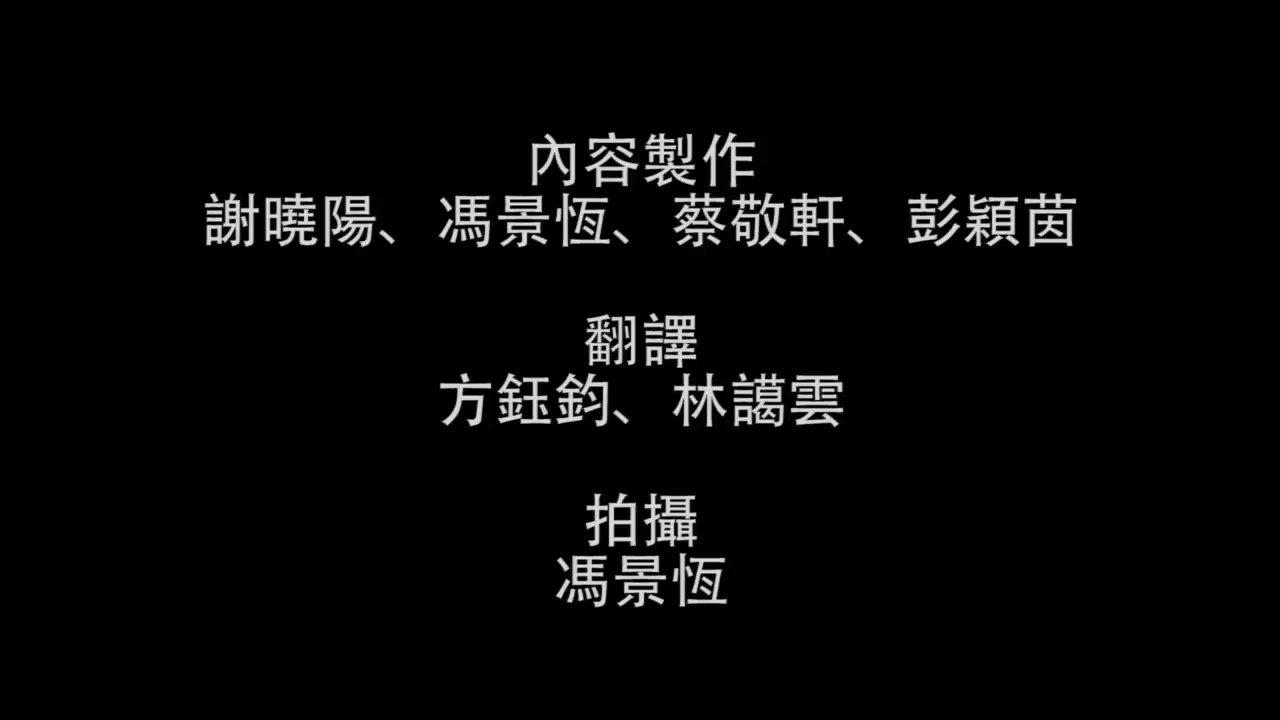 內容製作
謝曉陽、馮景恆、蔡敬軒、彭穎茵
翻譯
方鈺鈞、林藹雲
拍攝
馮景恆